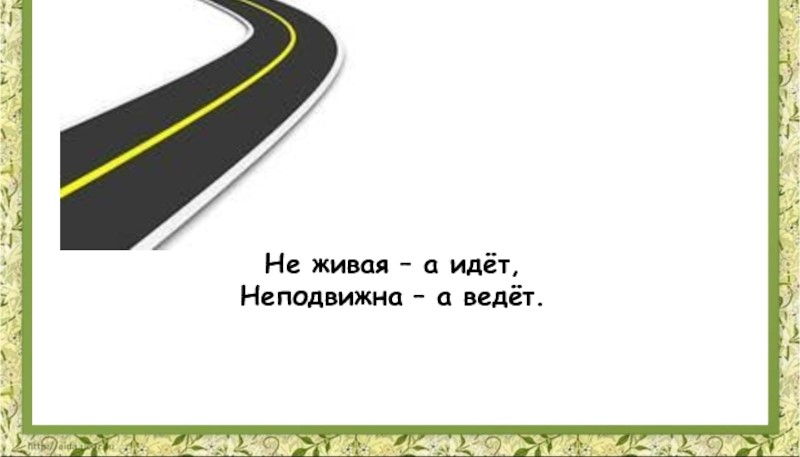 Не живая – а идёт,
Неподвижна – а ведёт.